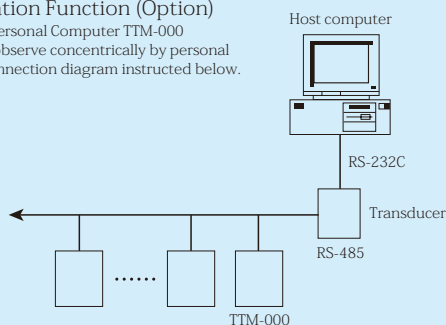 ation Function (Option)
ersonal Computer TTM-000
observe concentrically by personal
nnection diagram instructed below.
Host computer
RS-232C
Transducer
RS-485
......
TTM-000